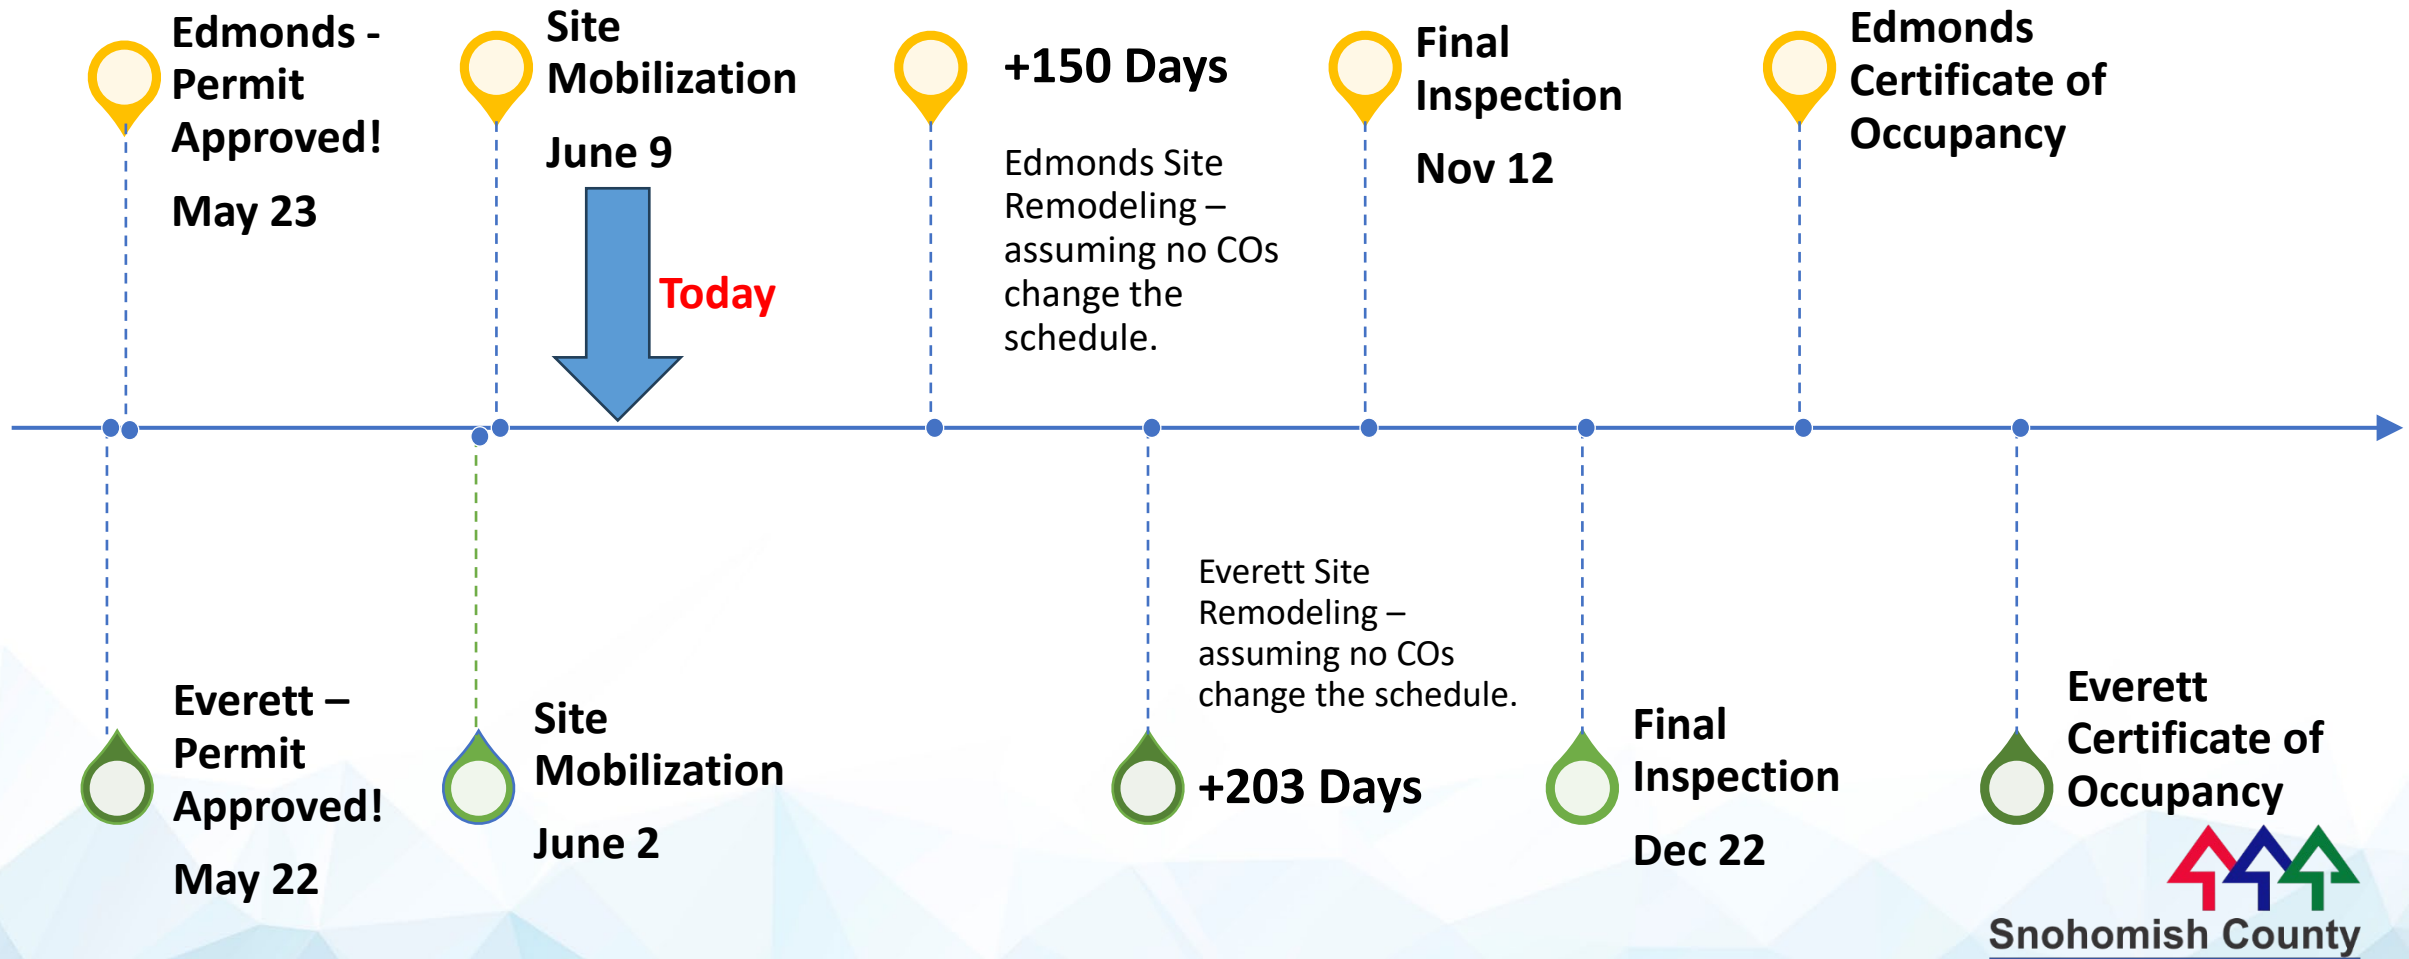 Edmonds -
Permit
Approved!
May 23
Site
Mobilization
June 9
Today
+150 Days
Edmonds Site
Remodeling –
assuming no COs
change the
schedule.
Final
Inspection
Nov 12
Edmonds
Certificate of
Occupancy
Everett –
Permit
Approved!
May 22
Site
Mobilization
June 2
Everett Site
Remodeling –
assuming no COs
change the schedule.
+203 Days
Final
Inspection
Dec 22
Everett
Certificate of
Occupancy
Snohomish County